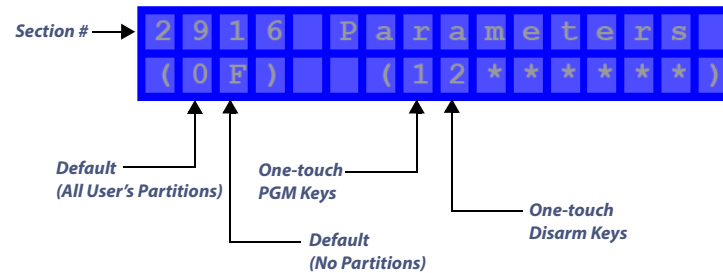 Section #
2916 Parameters
(0F)  (12******)
Default
(All User's Partitions)
One-touch
PGM Keys
One-touch
Disarm Keys
Default
(No Partitions)